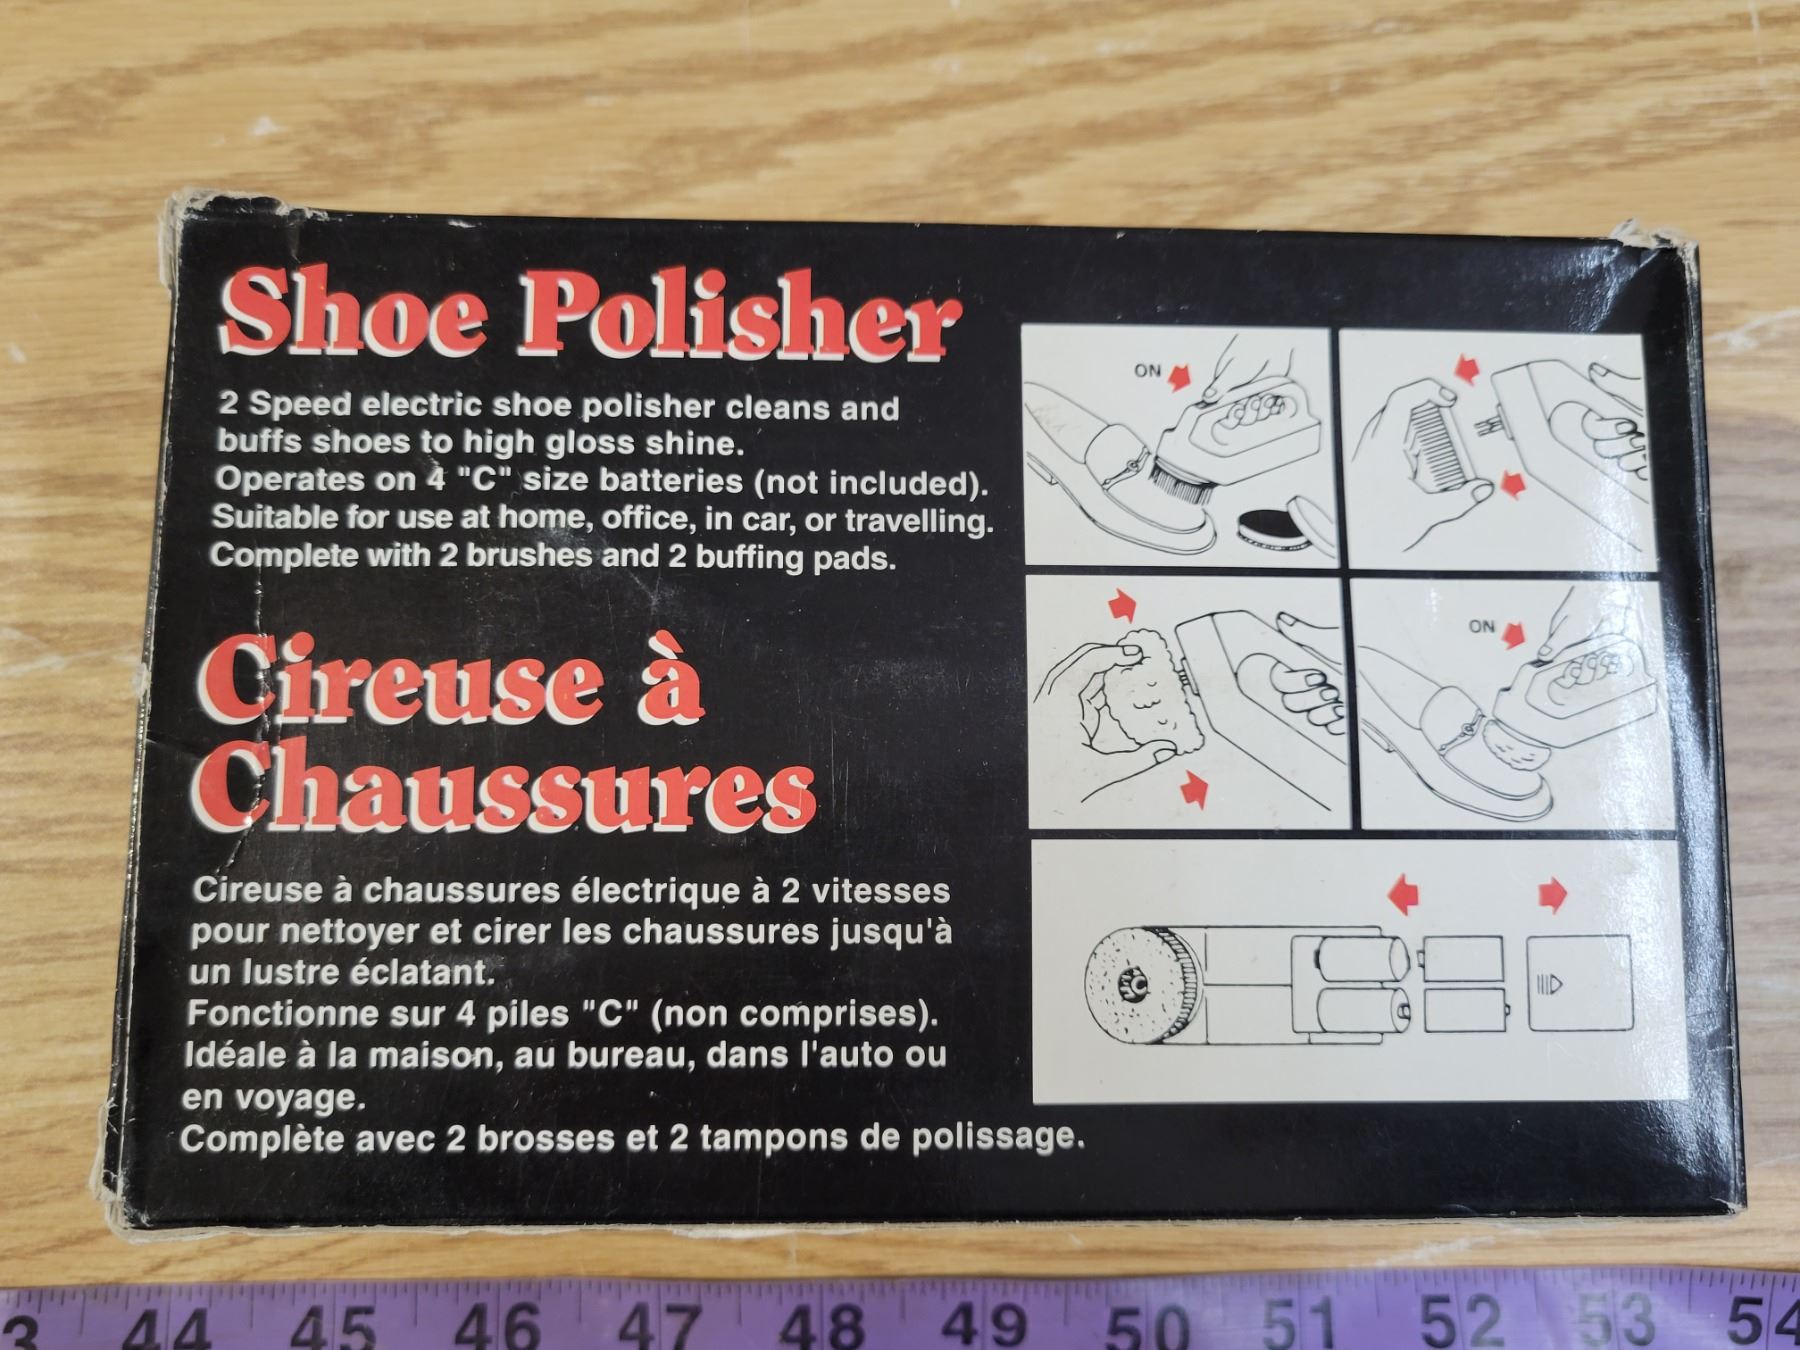 Shoe Polisher
2 Speed electric shoe polisher cleans and
buffs shoes to high gloss shine.
Operates on 4 "C" size batteries (not included).
Suitable for use at home, office, in car, or travelling.
Complete with 2 brushes and 2 buffing pads.
Cireuse à
Chaussures
Cireuse à chaussures électrique à 2 vitesses
pour nettoyer et cirer les chaussures jusqu'à
un lustre éclatant.
Fonctionne sur 4 piles "C" (non comprises).
Idéale à la maison, au bureau, dans l'auto ou
en voyage.
Complète avec 2 brosses et 2 tampons de polissage.
ON
ON
3 44 45 46 47 48 49 50 51 52 53 54